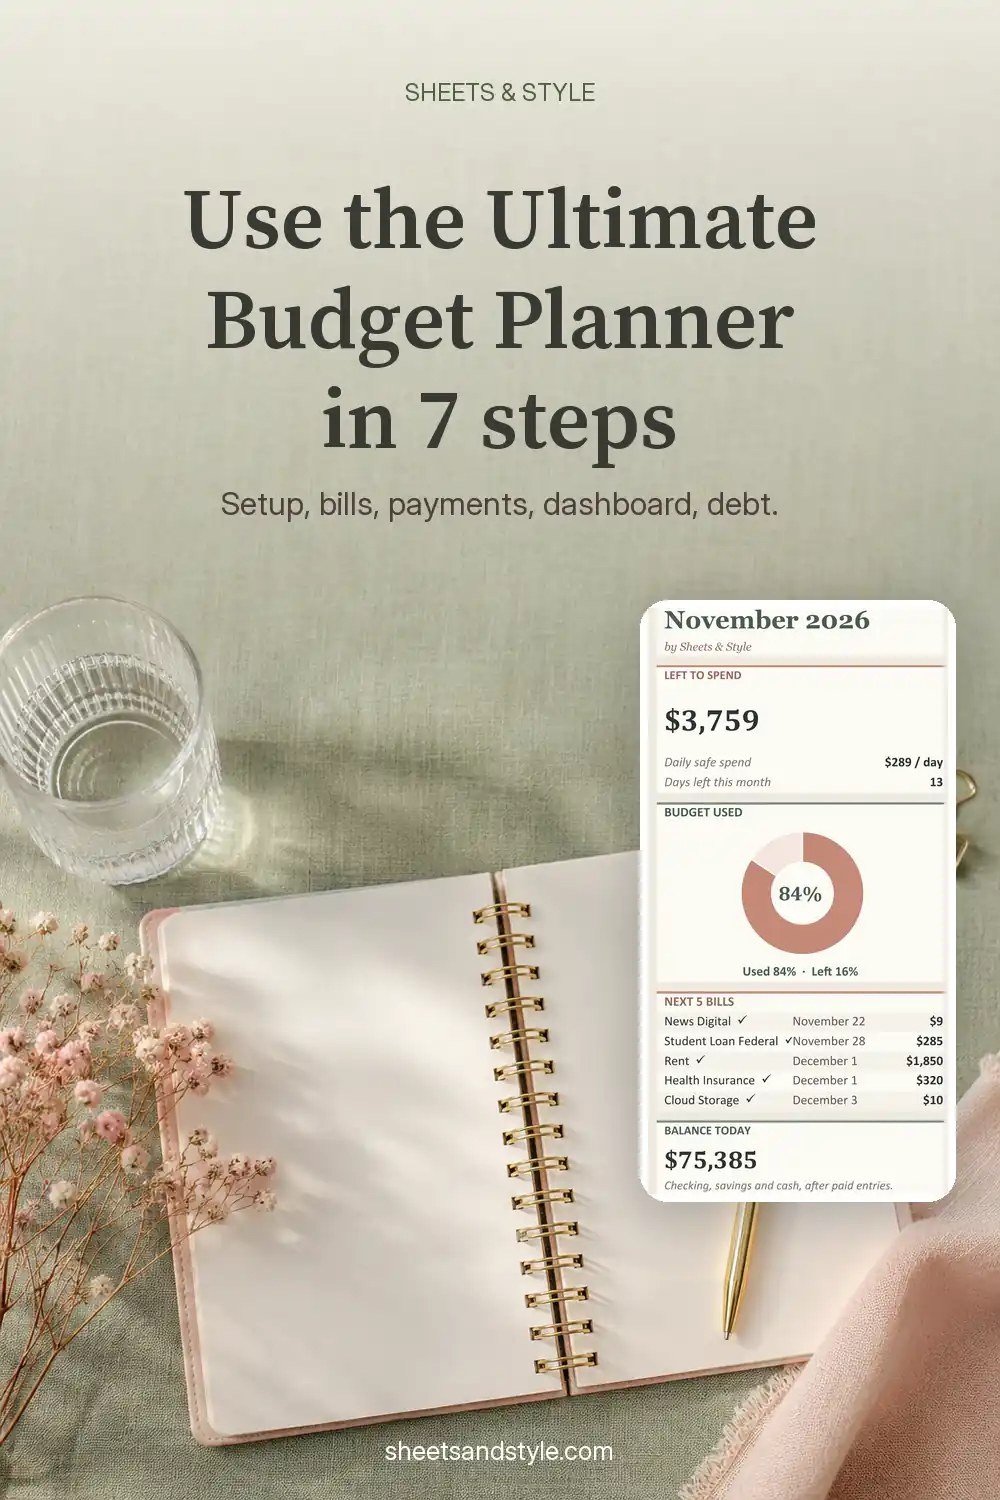 SHEETS & STYLE
Use the Ultimate
Budget Planner
in 7 steps
Setup, bills, payments, dashboard, debt.
November 2026
by Sheets & Style
LEFT TO SPEND
$3,759
Daily safe spend $289 / day
Days left this month 13
BUDGET USED
84%
Used 84% · Left 16%
NEXT 5 BILLS
News Digital ✓ November 22 $9
Student Loan Federal ✓ November 28 $285
Rent ✓ December 1 $1,850
Health Insurance ✓ December 1 $320
Cloud Storage ✓ December 3 $10
BALANCE TODAY
$75,385
Checking, savings and cash, after paid entries.
sheetsandstyle.com